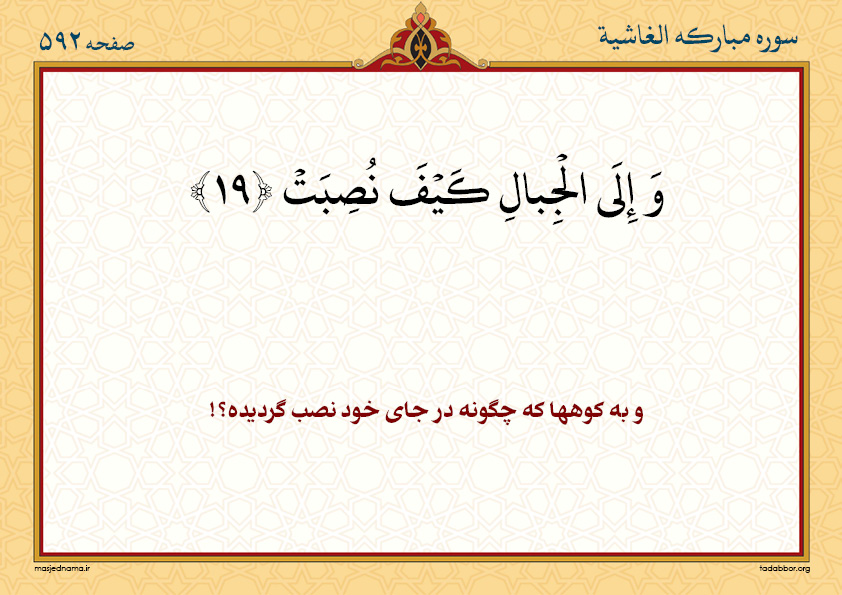 سوره مبارکه الغاشیة
صفحه ۵۹۲
وَ إِلَى الْجِبالِ كَيْفَ نُصِبَتْ ﴿۱۹﴾
و به کوهها که چگونه در جای خود نصب گردیده؟!
masjednama.ir
tadabbor.org